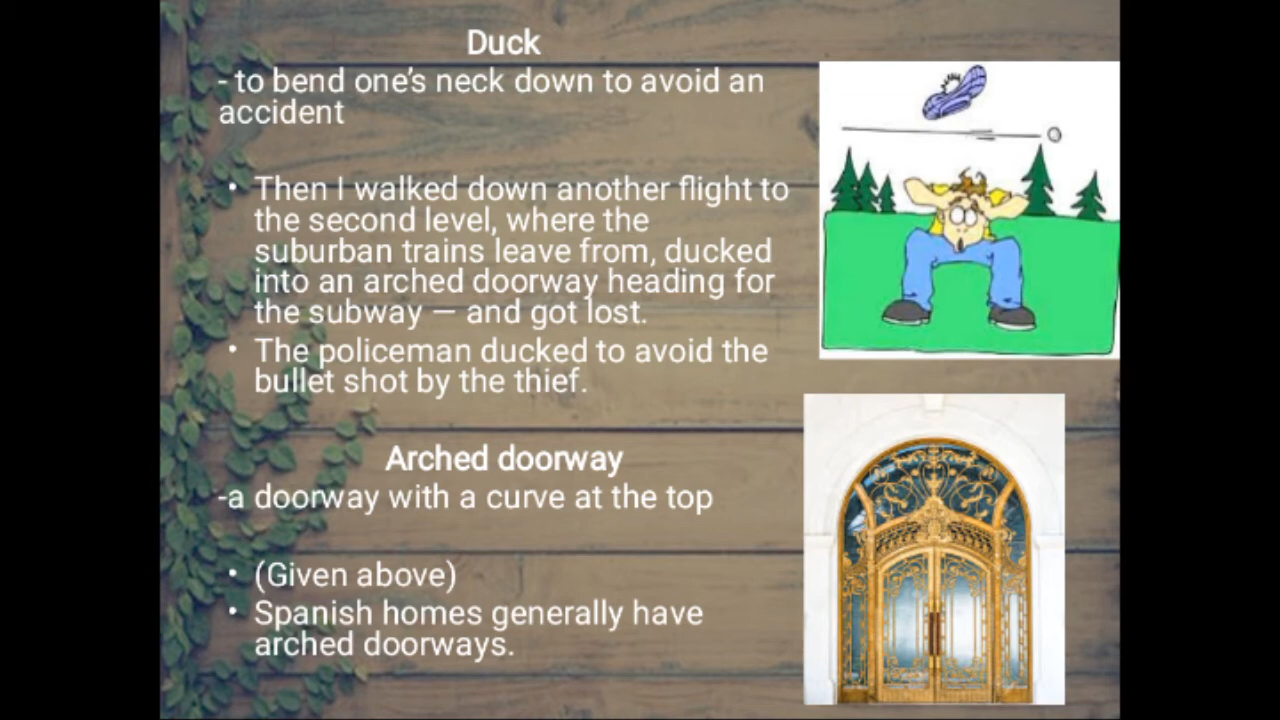 Duck
- to bend one’s neck down to avoid an
accident
• Then I walked down another flight to
the second level, where the
suburban trains leave from, ducked
into an arched doorway heading for
the subway — and got lost.
• The policeman ducked to avoid the
bullet shot by the thief.
Arched doorway
-a doorway with a curve at the top
• (Given above)
• Spanish homes generally have
arched doorways.